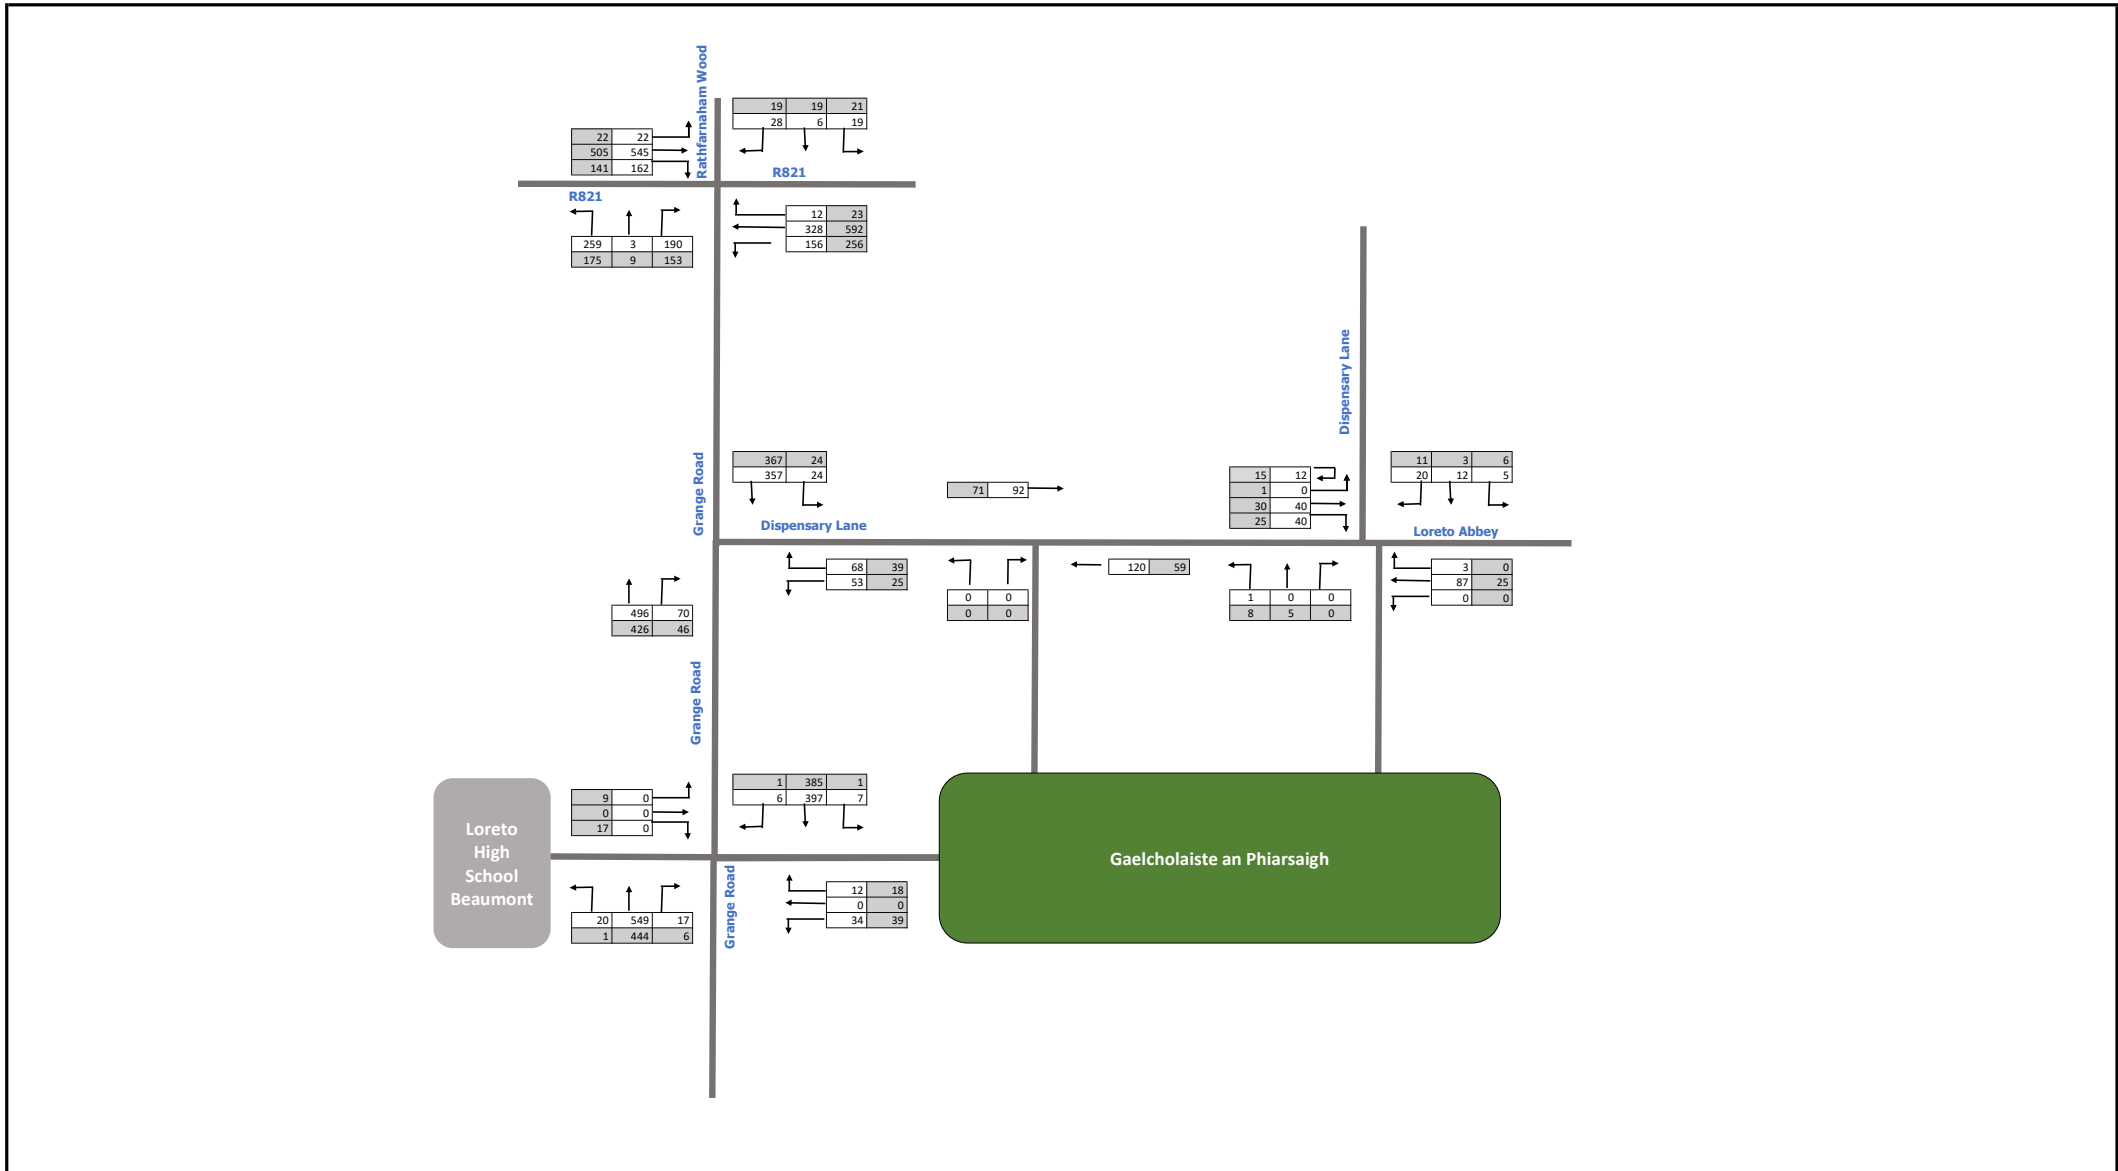 Rathfarnaham Wood
19 19 21
28 6 19
22 22
505 545
141 162
R821
R821
12 23
328 592
156 256
259 3 190
175 9 153
Dispensary Lane
Grange Road
367 24
357 24
71 92
15 12
1 0
30 40
25 40
11 3 6
20 12 5
Dispensary Lane
Loreto Abbey
68 39
53 25
0 0
0 0
120 59
1 0 0
8 5 0
3 0
87 25
0 0
496 70
426 46
Grange Road
1 385 1
6 397 7
9 0
0 0
17 0
Loreto
High
School
Beaumont
Gaelcholaiste an Phiarsaigh
Grange Road
12 18
0 0
34 39
20 549 17
1 444 6